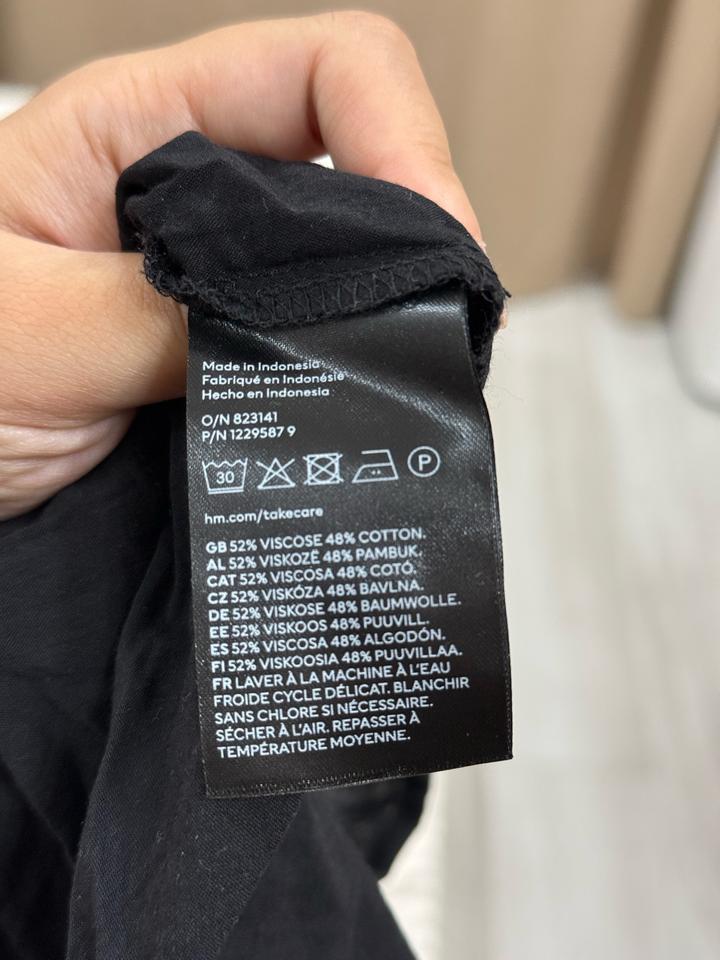 Made in Indonesia
Fabriqué en Indonésie
Hecho en Indonesia
O/N 823141
P/N 1229587 9
30
P
hm.com/takecare
GB 52% VISCOSE 48% COTTON.
AL 52% VISKOZË 48% PAMBUK.
CAT 52% VISCOSA 48% COTÓ.
CZ 52% VISKÓZA 48% BAVLNA.
DE 52% VISKOSE 48% BAUMWOLLE.
EE 52% VISKOOS 48% PUUVILL.
ES 52% VISCOSA 48% ALGODÓN.
FI 52% VISKOOSIA 48% PUUVILLAA.
FR LAVER À LA MACHINE À L'EAU
FROIDE CYCLE DÉLICAT. BLANCHIR
SANS CHLORE SI NÉCESSAIRE.
SÉCHER À L'AIR. REPASSER À
TEMPÉRATURE MOYENNE.